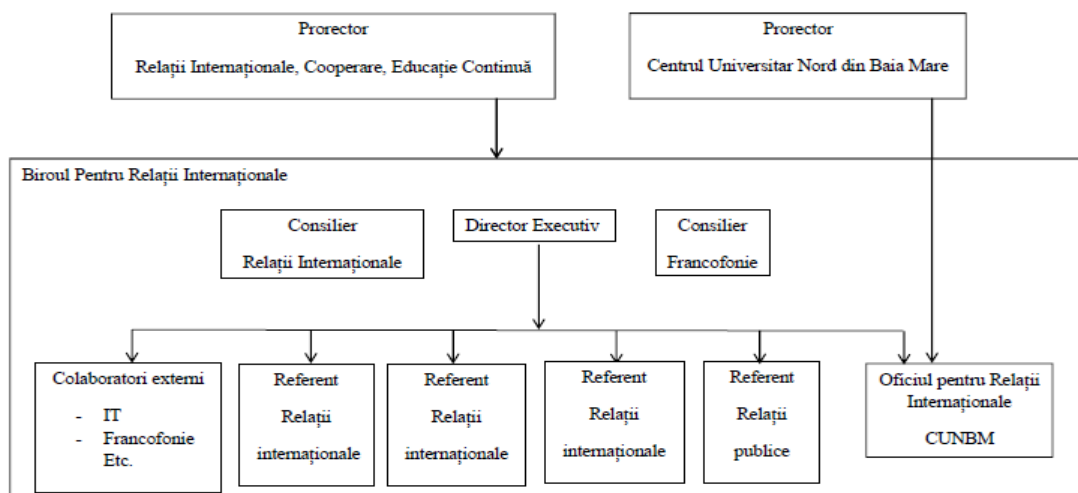 Prorector
Relații Internaționale, Cooperare, Educație Continuă
Prorector
Centrul Universitar Nord din Baia Mare
Biroul Pentru Relații Internaționale
Consilier
Relații Internaționale
Director Executiv
Consilier
Francofonie
Colaboratori externi
- IT
- Francofonie
Etc.
Referent
Relații
internaționale
Referent
Relații
internaționale
Referent
Relații
internaționale
Referent
Relații
publice
Oficiul pentru Relații
Internaționale
CUNBM